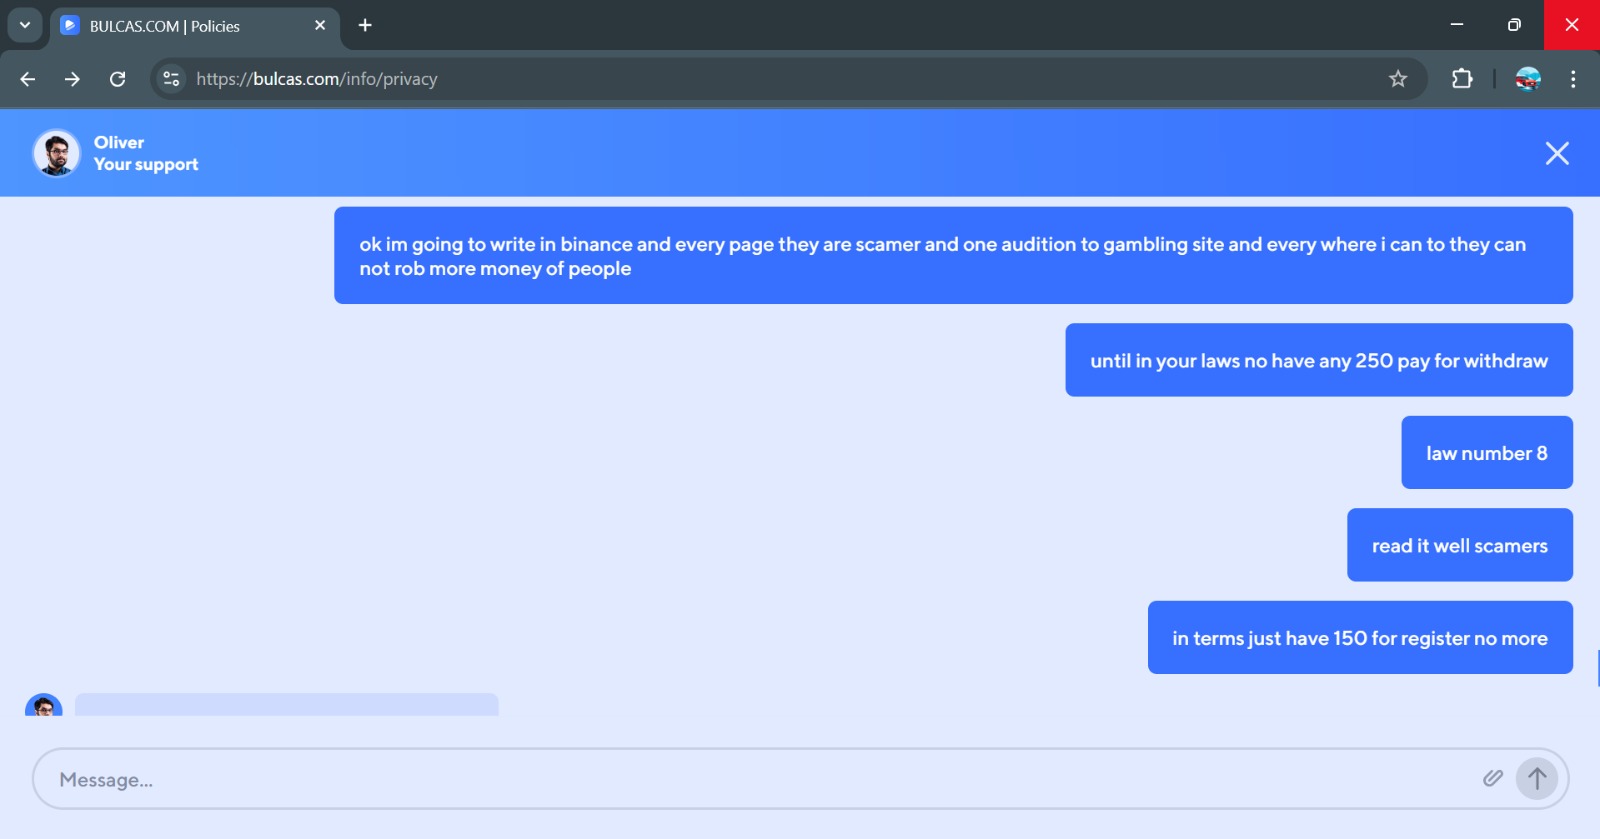 BULCAS.COM | Policies
https://bulcas.com/info/privacy
Oliver
Your support
ok im going to write in binance and every page they are scamer and one audition to gambling site and every where i can to they can
not rob more money of people
until in your laws no have any 250 pay for withdraw
law number 8
read it well scamers
in terms just have 150 for register no more
Message...